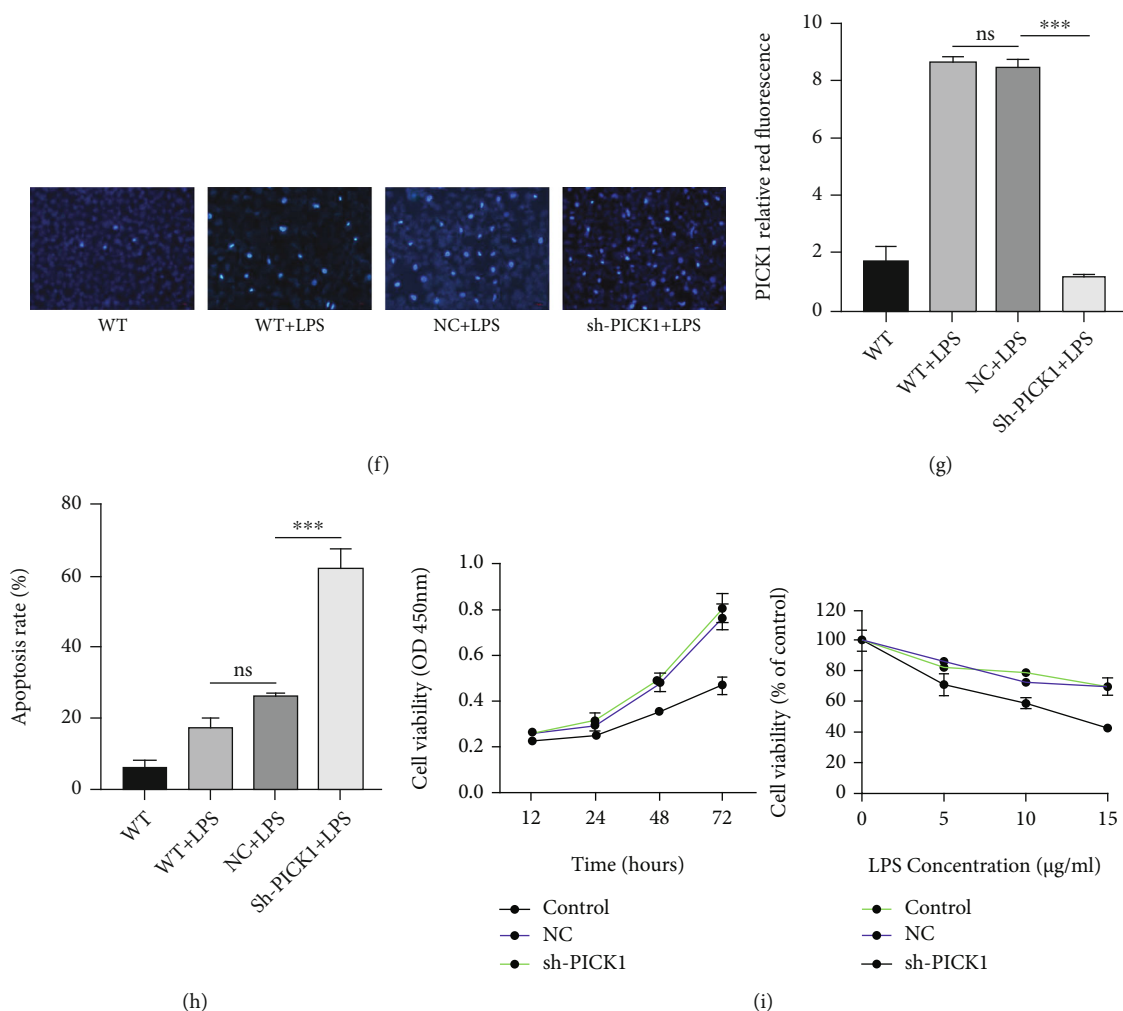 WT
WT+LPS
NC+LPS
sh-PICK1+LPS
(f)
PICK1 relative red fluorescence
10
8
6
4
2
0
ns
***
WT
WT+LPS
NC+LPS
Sh-PICK1+LPS
(g)
Apoptosis rate (%)
80
60
40
20
0
ns
***
WT
WT+LPS
NC+LPS
Sh-PICK1+LPS
(h)
Cell viability (OD 450nm)
1.0
0.8
0.6
0.4
0.2
0.0
12 24 48 72
Time (hours)
Control
NC
sh-PICK1
Cell viability (% of control)
120
100
80
60
40
20
0
0 5 10 15
LPS Concentration (μg/ml)
Control
NC
sh-PICK1
(i)